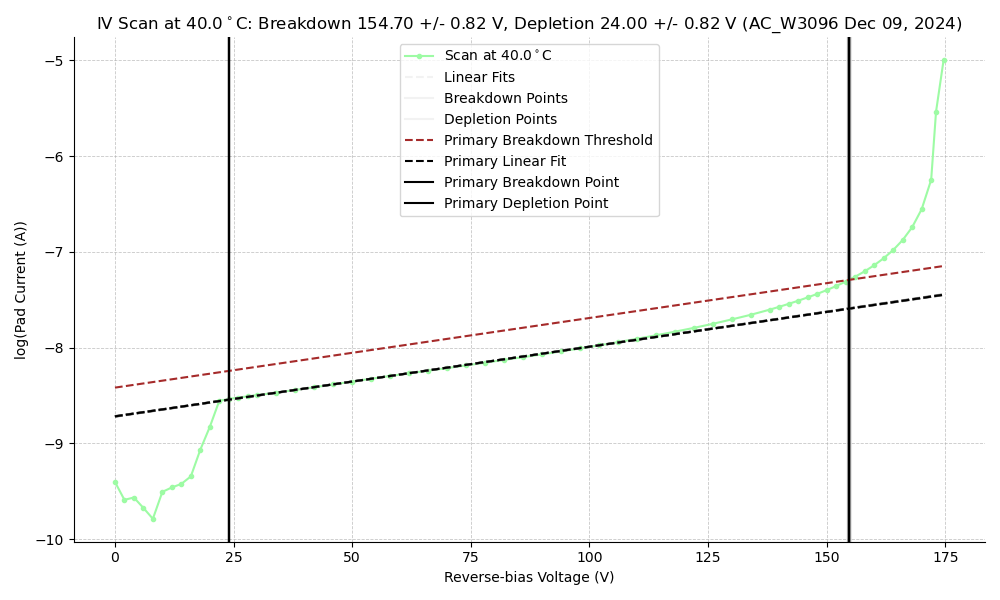 IV Scan at 40.0°C: Breakdown 154.70 +/- 0.82 V, Depletion 24.00 +/- 0.82 V (AC_W3096 Dec 09, 2024)
Scan at 40.0°C
Linear Fits
Breakdown Points
Depletion Points
Primary Breakdown Threshold
Primary Linear Fit
Primary Breakdown Point
Primary Depletion Point
log(Pad Current (A))
−5
−6
−7
−8
−9
−10
0 25 50 75 100 125 150 175
Reverse-bias Voltage (V)